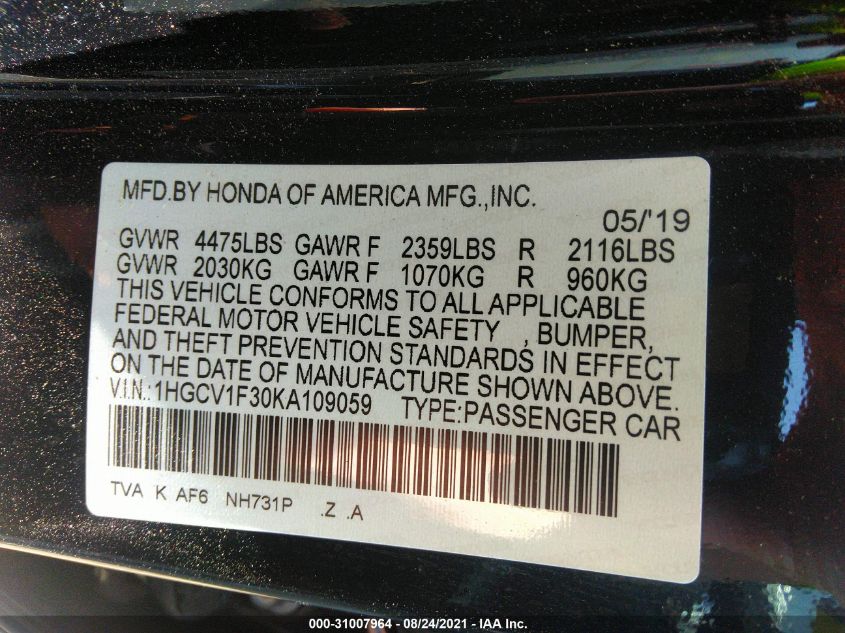 MFD.BY HONDA OF AMERICA MFG.,INC.
05/'19
GVWR 4475LBS GAWR F 2359LBS R 2116LBS
GVWR 2030KG GAWR F 1070KG R 960KG
THIS VEHICLE CONFORMS TO ALL APPLICABLE
FEDERAL MOTOR VEHICLE SAFETY , BUMPER,
AND THEFT PREVENTION STANDARDS IN EFFECT
ON THE DATE OF MANUFACTURE SHOWN ABOVE.
V.I.N.:1HGCV1F30KA109059 TYPE:PASSENGER CAR
TVA K AF6 NH731P .Z .A
000-31007964 | 08/24/2021 - IAA Inc.